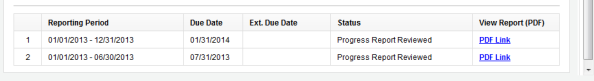 Reporting Period Due Date Ext. Due Date Status View Report (PDF)
1 01/01/2013 - 12/31/2013 01/31/2014 Progress Report Reviewed PDF Link
2 01/01/2013 - 06/30/2013 07/31/2013 Progress Report Reviewed PDF Link